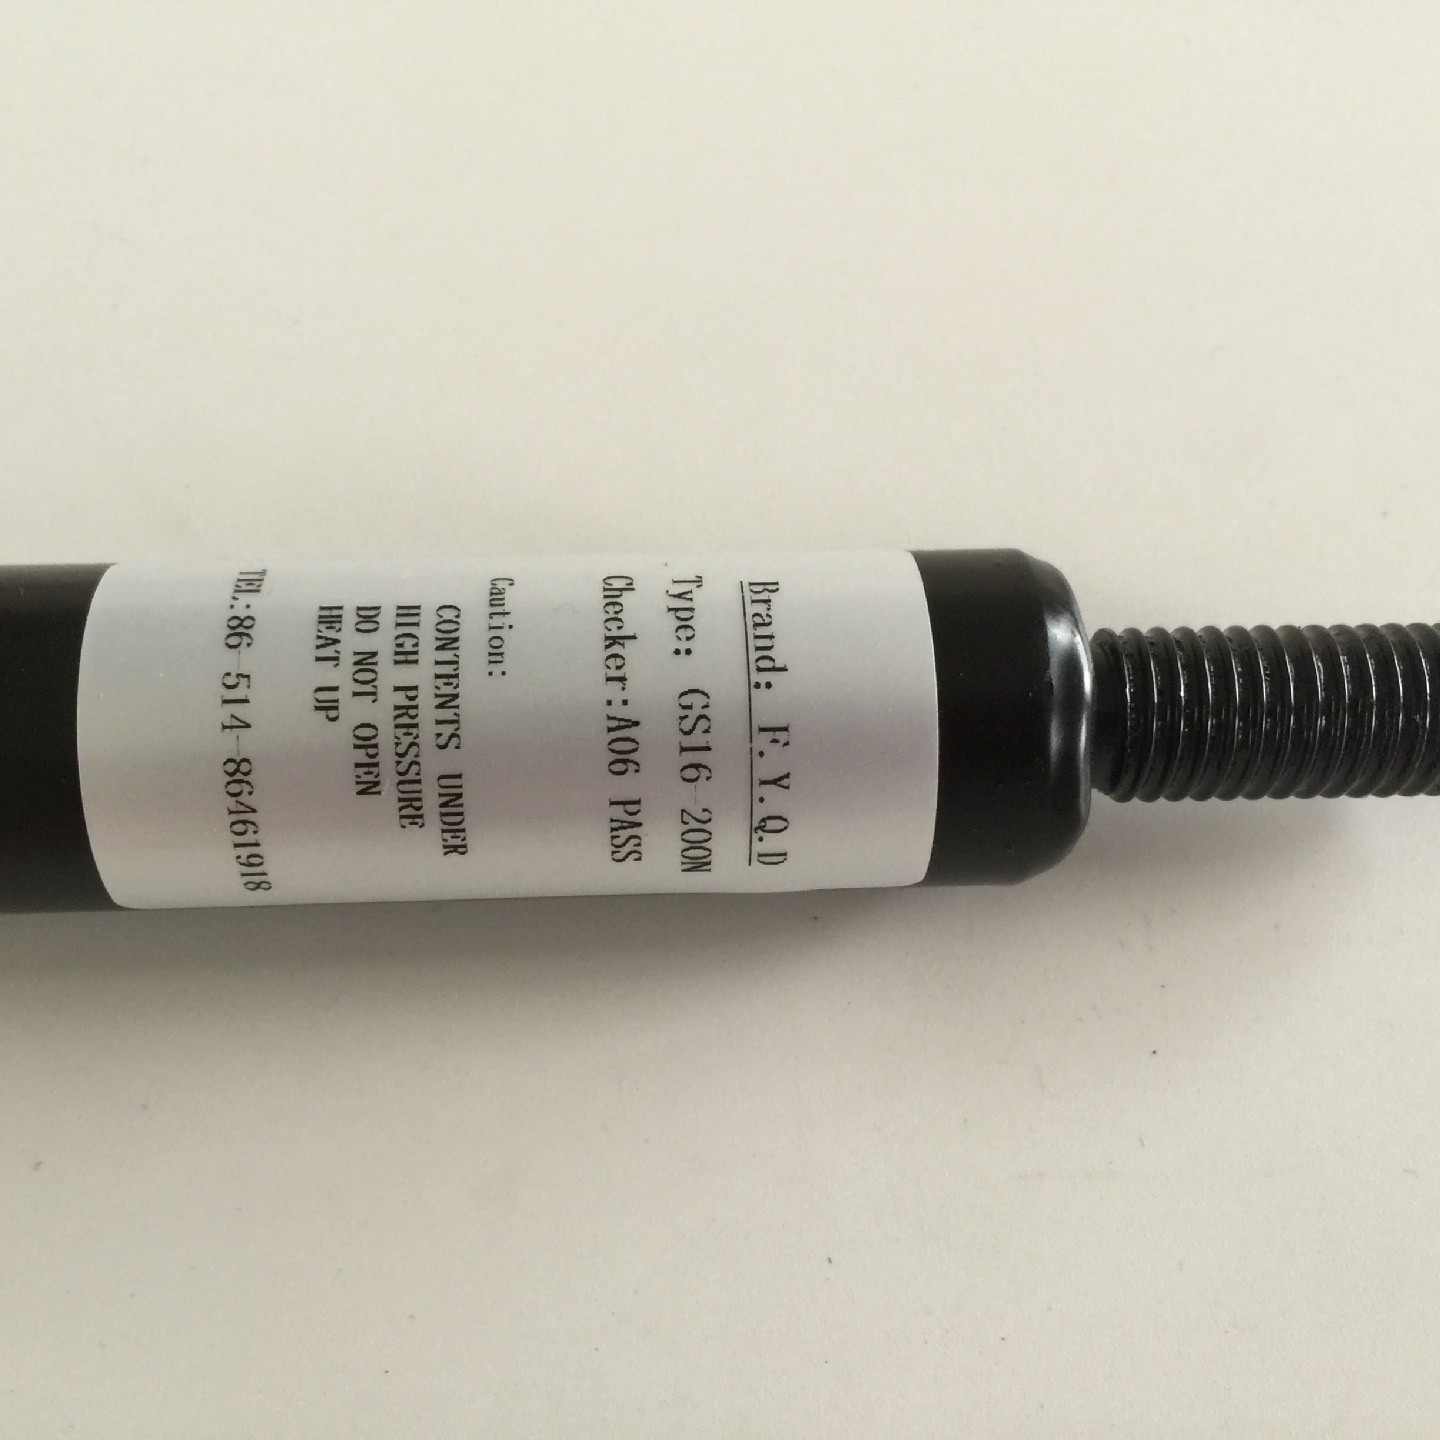 Brand: F.Y.Q.D
Type: GS16-200N
Checker:A06 PASS
Caution:
CONTENTS UNDER
HIGH PRESSURE
DO NOT OPEN
HEAT UP
TEL:86-514-86461918